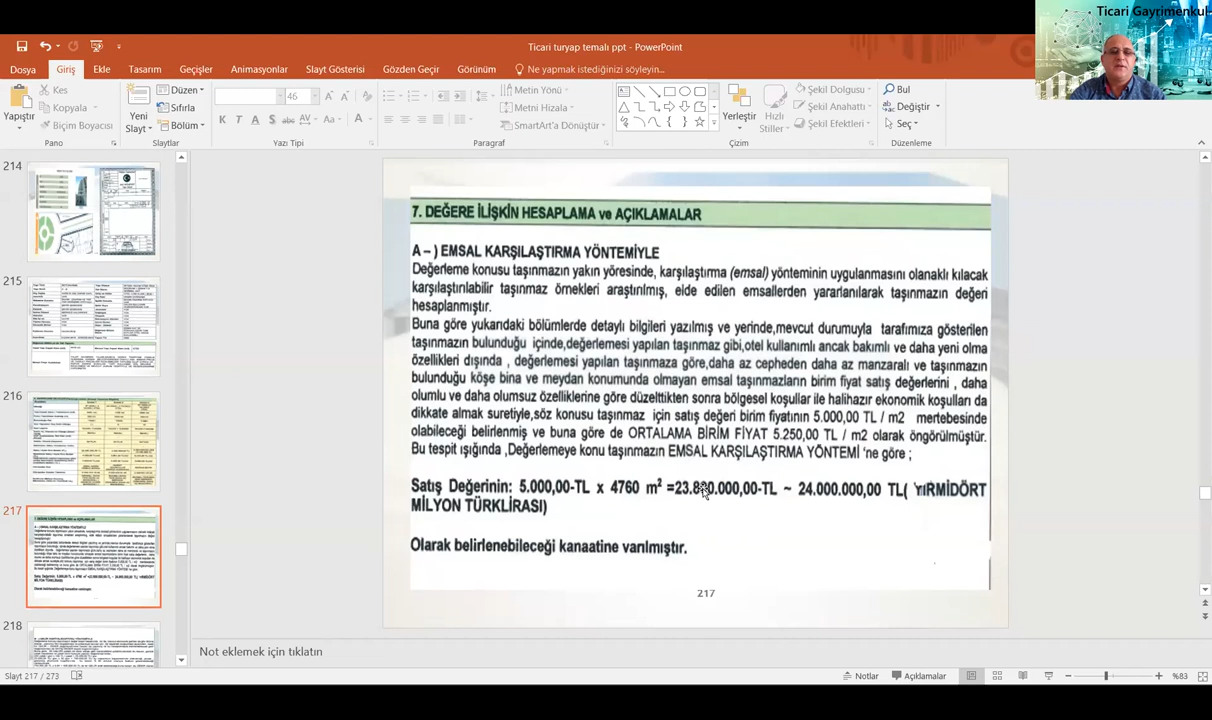 Ticari Gayrimenkul
Ticari turyap temalı ppt - PowerPoint
Dosya Giriş Ekle Tasarım Geçişler Animasyonlar Slayt Gösterisi Gözden Geçir Görünüm Ne yapmak istediğinizi söyleyin...
Yapıştır
Kes
Kopyala
Biçim Boyacısı
Pano
Yeni
Slayt
Düzen
Sıfırla
Bölüm
Slaytlar
46
K T A S abc AV Aa A
Yazı Tipi
Metin Yönü
Metni Hizala
SmartArt'a Dönüştür
Paragraf
Yerleştir
Hızlı
Stiller
Şekil Dolgusu
Şekil Anahattı
Şekil Efektleri
Çizim
Bul
Değiştir
Seç
Düzenleme
214
215
216
217
218
7. DEĞERE İLİŞKİN HESAPLAMA ve AÇIKLAMALAR
A – ) EMSAL KARŞILAŞTIRMA YÖNTEMİYLE
Değerleme konusu taşınmazın yakın yöresinde, karşılaştırma (emsal) yönteminin uygulanmasını olanaklı kılacak
karşılaştırılabilir taşınmaz örnekleri araştırılmış, elde edilen emsallerden yararlanılarak taşınmazın değeri
hesaplanmıştır.
Buna göre yukarıdaki bölümlerde detaylı bilgileri yazılmış ve yerinde,mevcut durumuyla tarafımıza gösterilen
taşınmazın bulunduğu içinde,değerlemesi yapılan taşınmaz gibi,otel kullanımlı ancak bakımlı ve daha yeni olma
özellikleri dışında , değerlemesi yapılan taşınmaza göre,daha az cepheden daha az manzaralı ve taşınmazın
bulunduğu köşe bina ve meydan konumunda olmayan emsal taşınmazların birim fiyat satış değerlerini , daha
olumlu ve daha olumsuz özelliklerine göre düzelttikten sonra bölgesel koşullar ile halihazır ekonomik koşulları da
dikkate almak suretiyle,söz konusu taşınmaz için satış değeri birim fiyatının 5.000,00 TL / m2 mertebesinde
olabileceği belirlenmiş ve buna göre de ORTALAMA BİRİM FİYAT 5.250,00 TL / m2 olarak öngörülmüştür.
Bu tespit ışığında ,Değerlemeye konu taşınmazın EMSAL KARŞILAŞTIRMA YÖNTEMİ 'ne göre ;
Satış Değerinin: 5.000,00-TL x 4760 m² =23.800.000,00-TL ~ 24.000.000,00 TL( YIRMİDÖRT
MİLYON TÜRKLİRASI)
Olarak belirlenebileceği kanaatine varılmıştır.
217
Not eklemek için tıklatın
Slayt 217 / 273
Notlar
Açıklamalar
%83